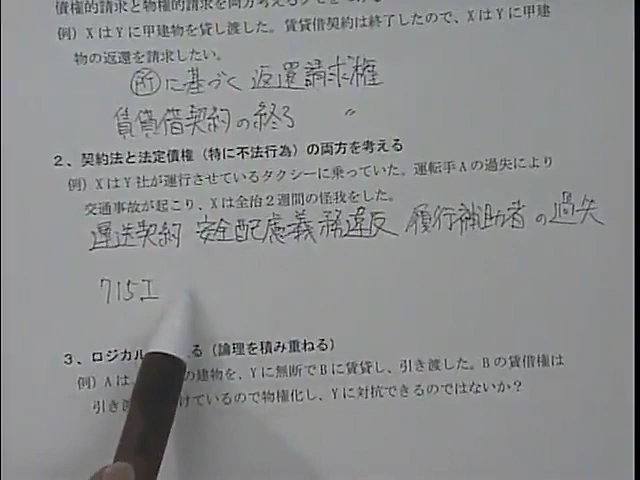 債権的請求と物権的請求を両方考える
例）XはYに甲建物を貸し渡した。賃貸借契約は終了したので、XはYに甲建
物の返還を請求したい。
所に基づく 返還請求権
賃貸借契約の終了 〃
２、契約法と法定債権（特に不法行為）の両方を考える
例）XはY社が運行させているタクシーに乗っていた。運転手Aの過失により
交通事故が起こり、Xは全治２週間の怪我をした。
運送契約 安全配慮義務違反 履行補助者の過失
715I
３、ロジカル る（論理を積み重ねる）
例）Aは の建物を、Yに無断でBに賃貸し、引き渡した。Bの賃借権は
引き けているので物権化し、Yに対抗できるのではないか？